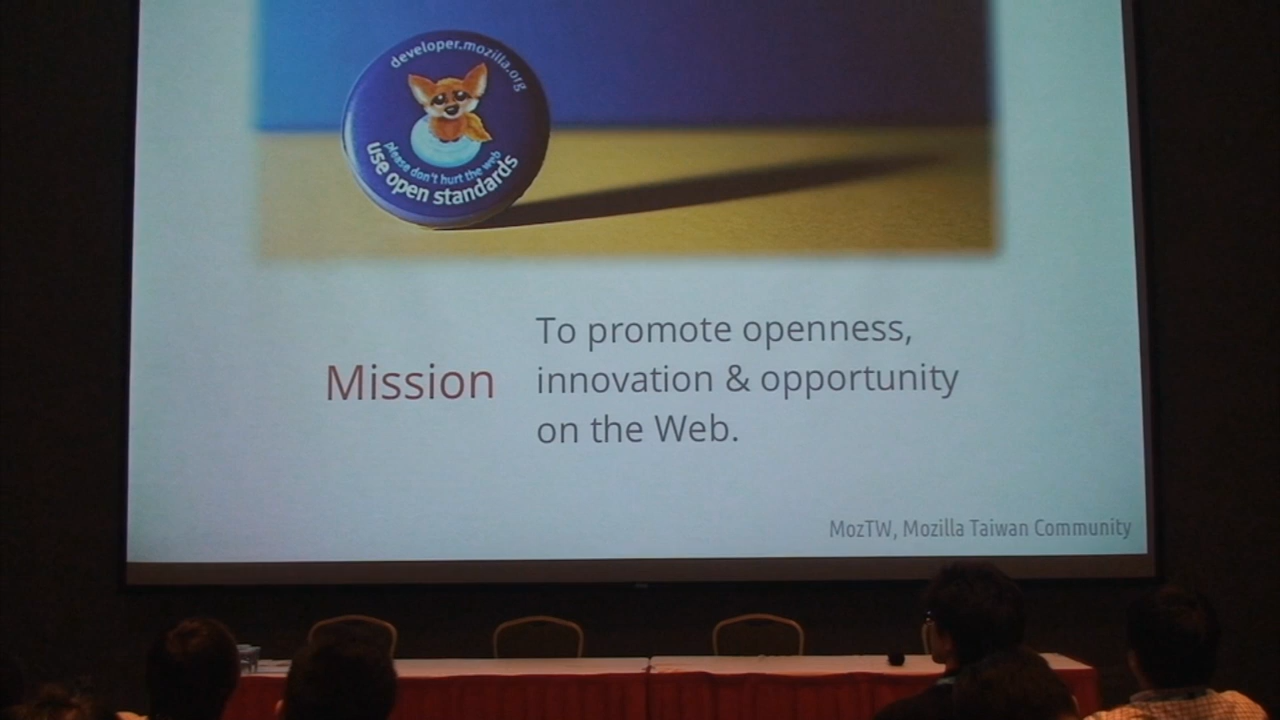 developer.mozilla.org
please don't hurt the web
use open standards
To promote openness,
Mission
innovation & opportunity
on the Web.
MozTW, Mozilla Taiwan Community